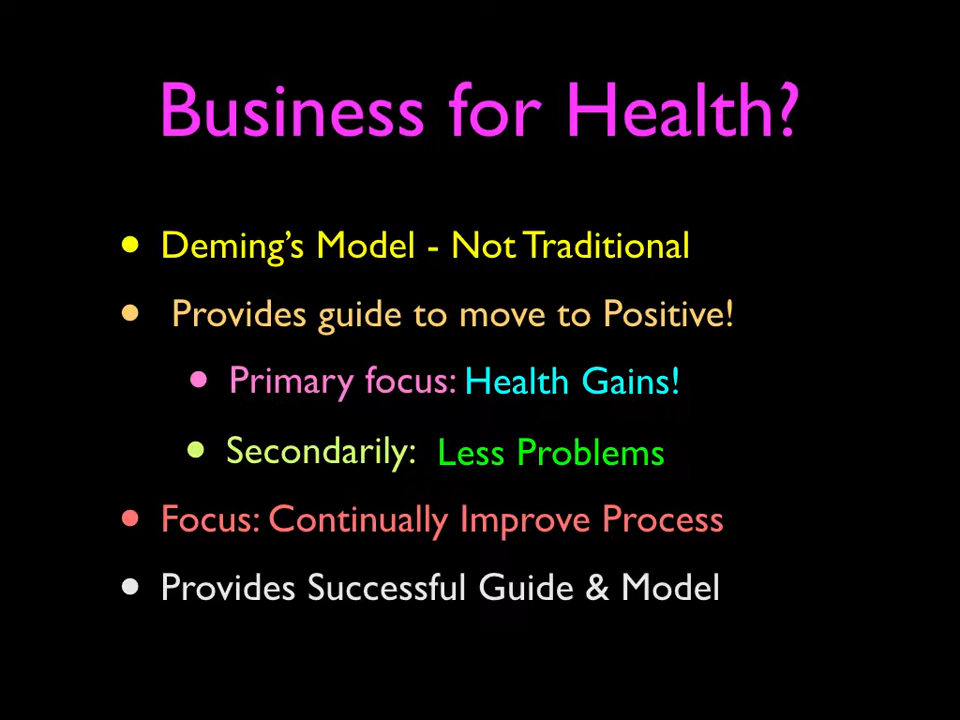 Business for Health?
• Deming’s Model - Not Traditional
• Provides guide to move to Positive!
• Primary focus: Health Gains!
• Secondarily: Less Problems
• Focus: Continually Improve Process
• Provides Successful Guide & Model